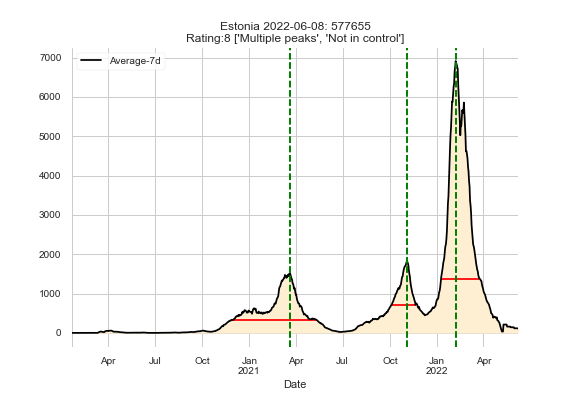 Estonia 2022-06-08: 577655
Rating:8 ['Multiple peaks', 'Not in control']
Average-7d
7000
6000
5000
4000
3000
2000
1000
0
Apr Jul Oct Jan Apr Jul Oct Jan Apr
2021 2022
Date